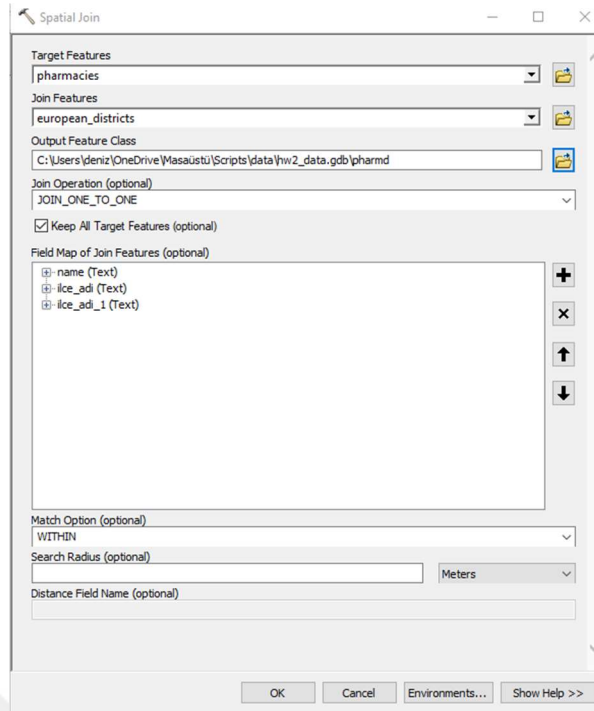 Spatial Join
Target Features
pharmacies
Join Features
european_districts
Output Feature Class
C:\Users\deniz\OneDrive\Masaüstü\Scripts\data\hw2_data.gdb\pharmd
Join Operation (optional)
JOIN_ONE_TO_ONE
Keep All Target Features (optional)
Field Map of Join Features (optional)
name (Text)
ilce_adi (Text)
ilce_adi_1 (Text)
Match Option (optional)
WITHIN
Search Radius (optional)
Meters
Distance Field Name (optional)
OK Cancel Environments... Show Help >>